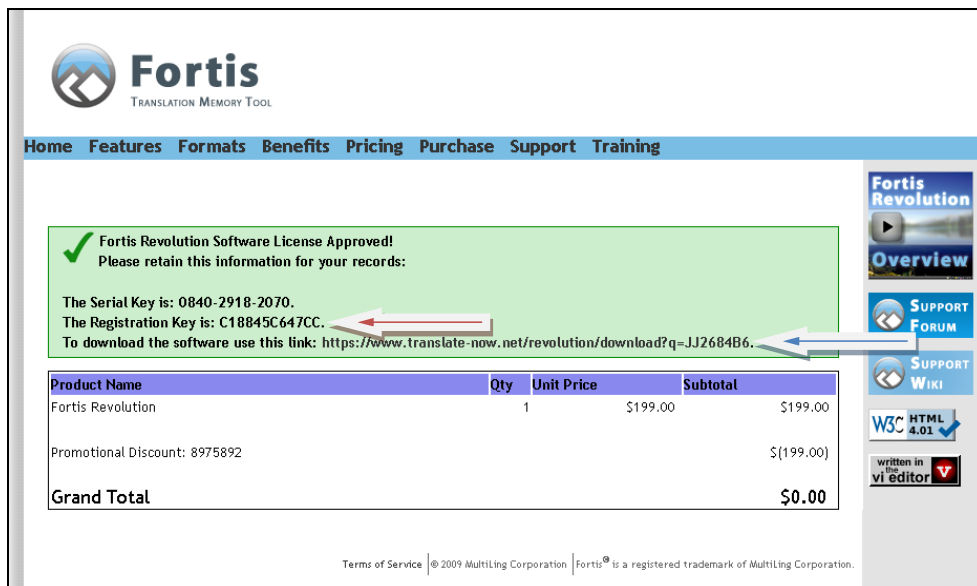 Fortis
TRANSLATION MEMORY TOOL
Home Features Formats Benefits Pricing Purchase Support Training
Fortis Revolution Software License Approved!
Please retain this information for your records:
The Serial Key is: 0840-2918-2070.
The Registration Key is: C18845C647CC.
To download the software use this link: https://www.translate-now.net/revolution/download?q=JJ2684B6.
Product Name Qty Unit Price Subtotal
Fortis Revolution 1 $199.00 $199.00
Promotional Discount: 8975892 $(199.00)
Grand Total $0.00
Fortis
Revolution
Overview
SUPPORT
FORUM
SUPPORT
WIKI
W3C HTML
4.01
written in
the
vi editor V
Terms of Service | © 2009 MultiLing Corporation | Fortis® is a registered trademark of MultiLing Corporation.